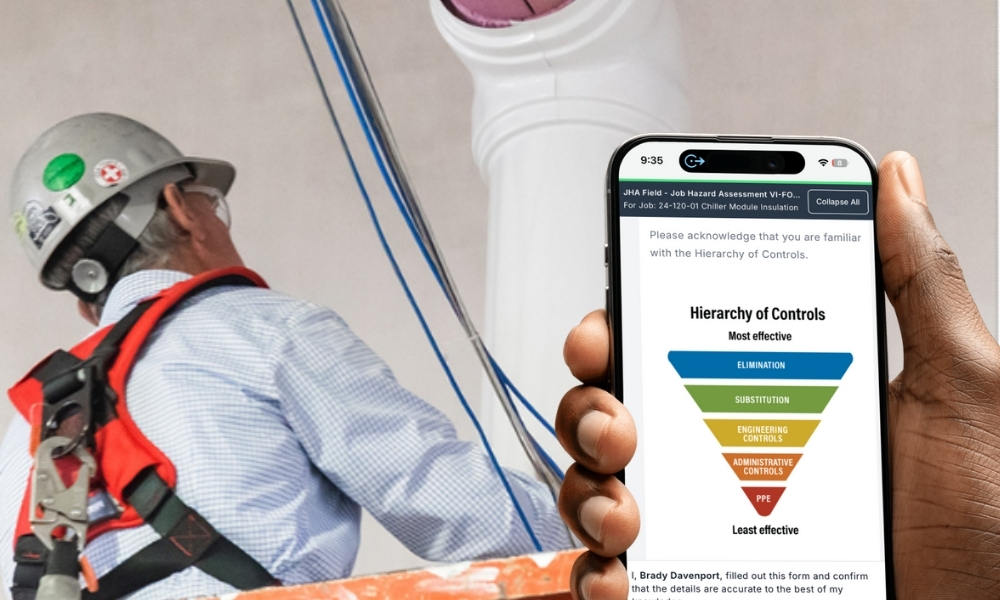 9:35
JHA Field - Job Hazard Assessment VI-FO...
For Job: 24-120-01 Chiller Module Insulation
Collapse All
Please acknowledge that you are familiar
with the Hierarchy of Controls.
Hierarchy of Controls
Most effective
ELIMINATION
SUBSTITUTION
ENGINEERING
CONTROLS
ADMINISTRATIVE
CONTROLS
PPE
Least effective
I, Brady Davenport, filled out this form and confirm
that the details are accurate to the best of my